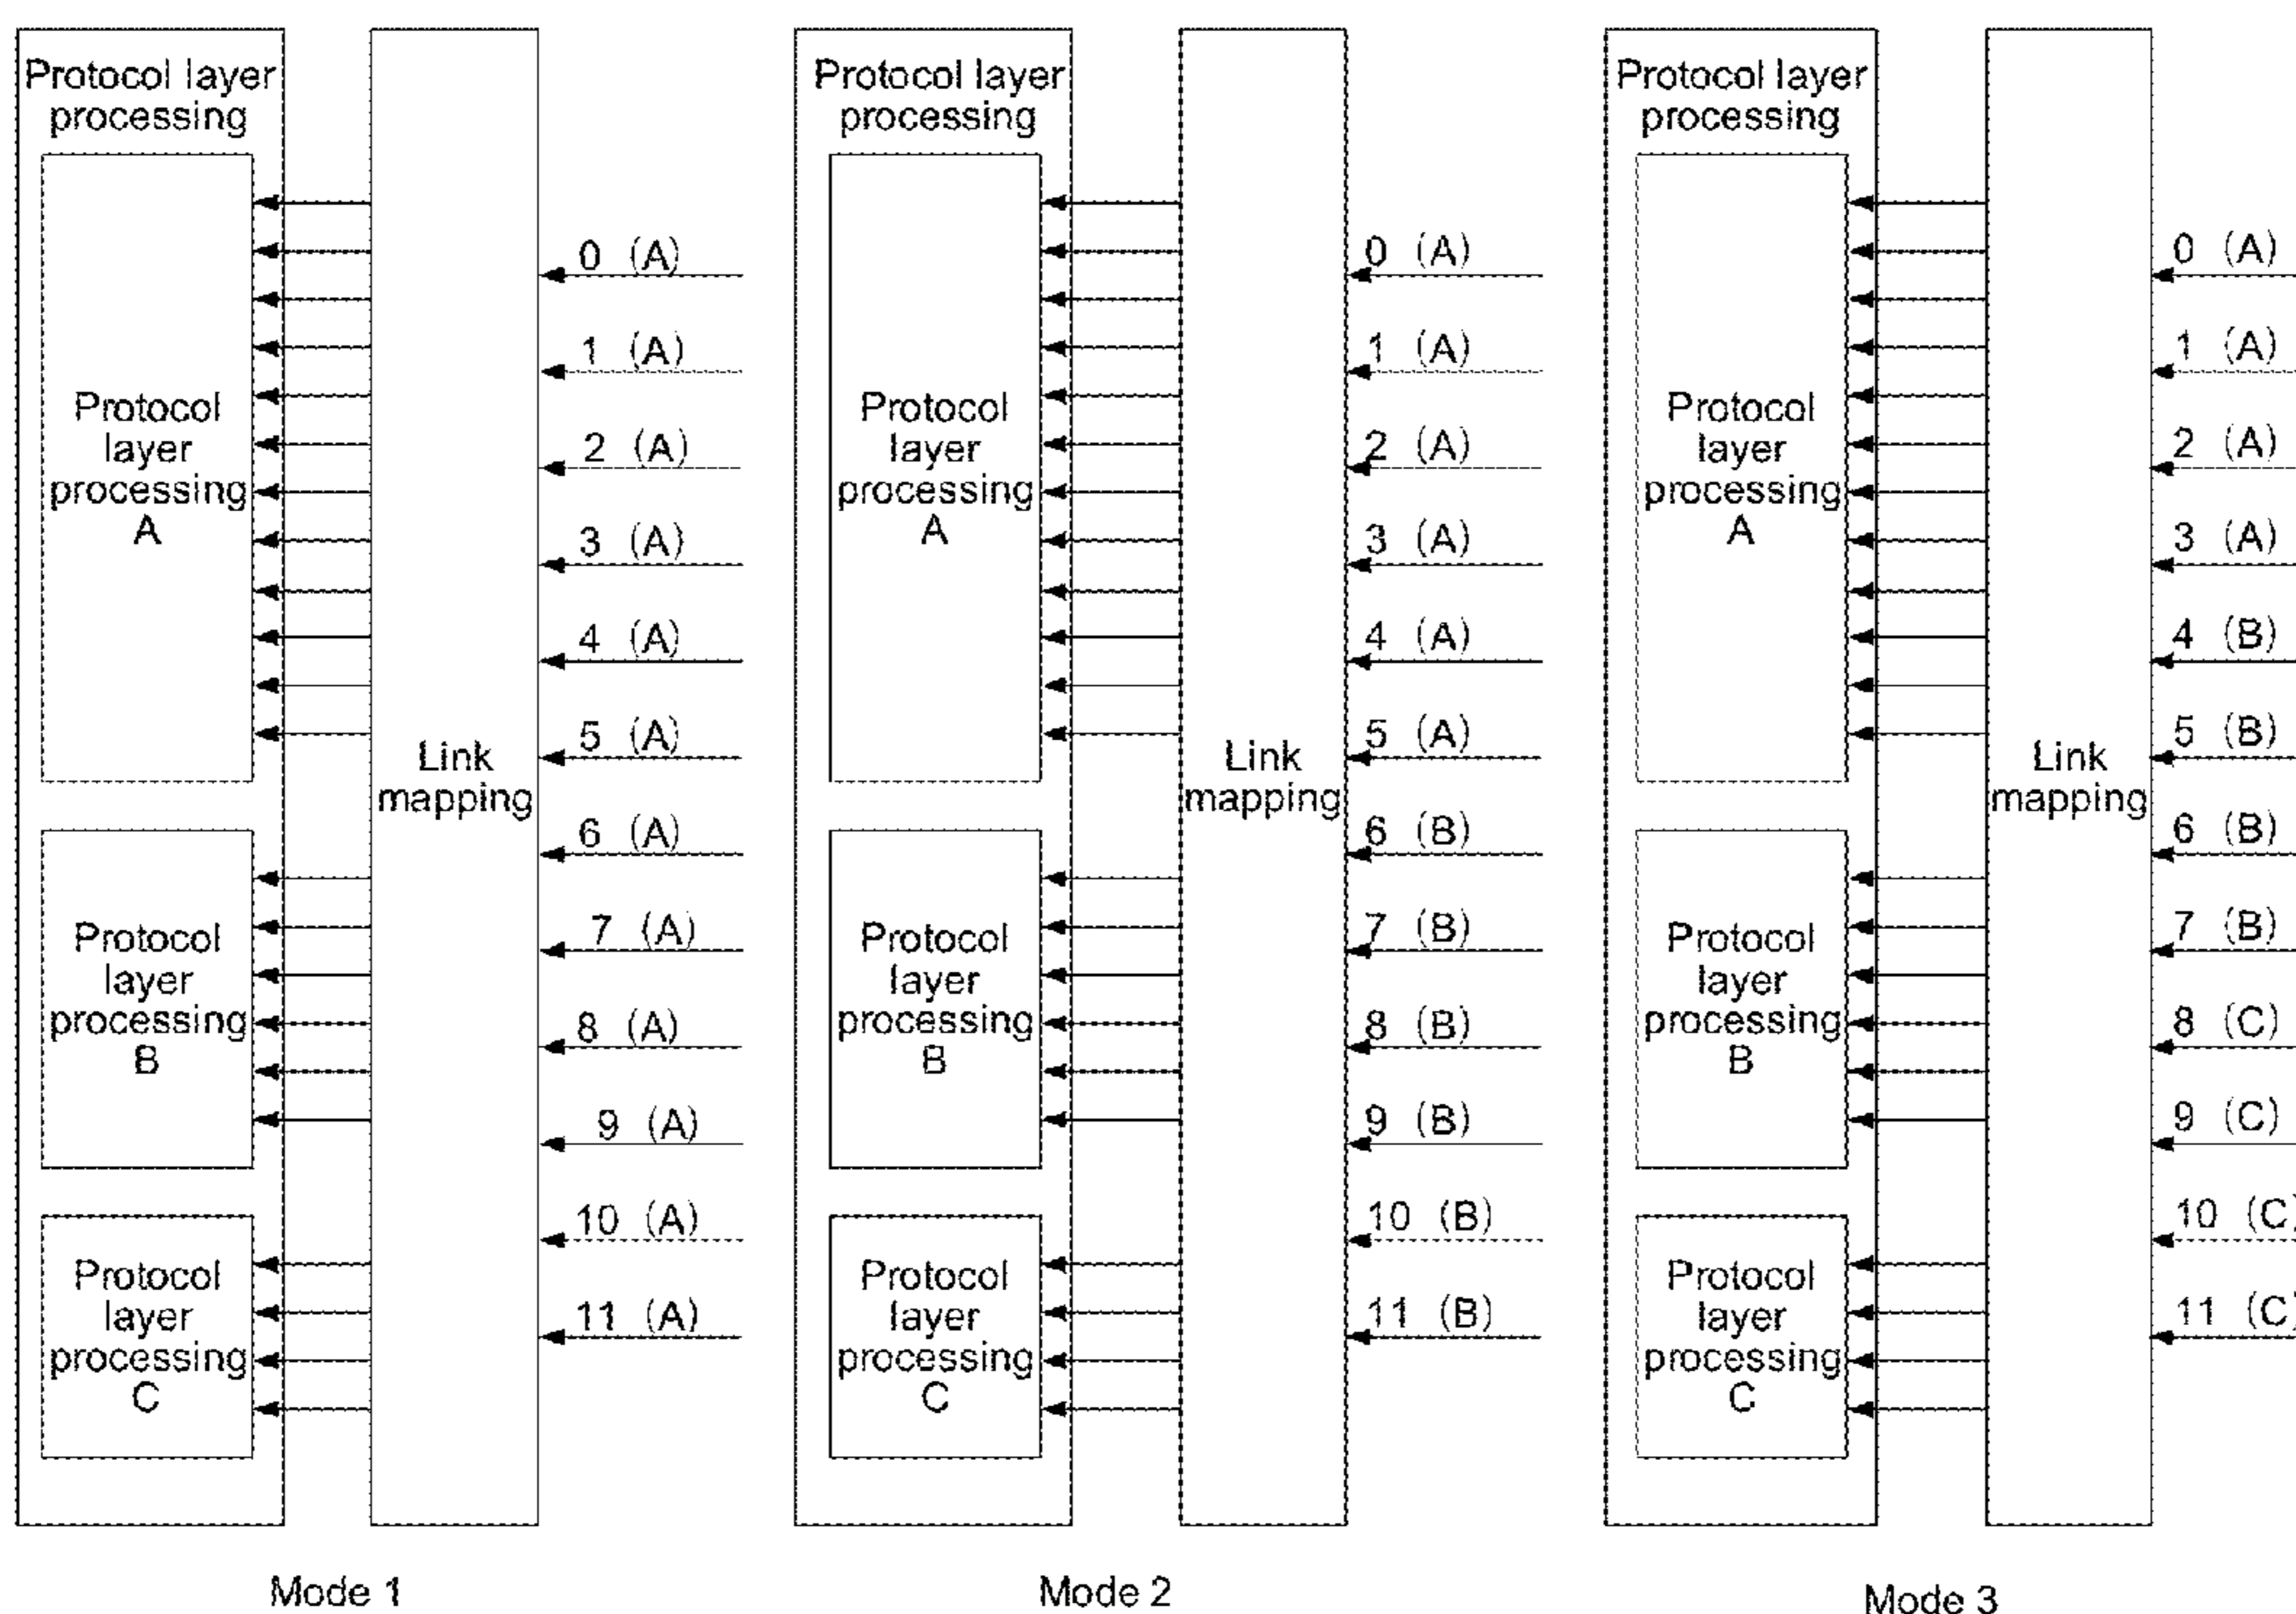 Protocol layer
processing
Protocol
layer
processing
A
Protocol
layer
processing
B
Protocol
layer
processing
C
Link
mapping
0 (A)
1 (A)
2 (A)
3 (A)
4 (A)
5 (A)
6 (A)
7 (A)
8 (A)
9 (A)
10 (A)
11 (A)
Mode 1
Protocol layer
processing
Protocol
layer
processing
A
Protocol
layer
processing
B
Protocol
layer
processing
C
Link
mapping
0 (A)
1 (A)
2 (A)
3 (A)
4 (A)
5 (A)
6 (B)
7 (B)
8 (B)
9 (B)
10 (B)
11 (B)
Mode 2
Protocol layer
processing
Protocol
layer
processing
A
Protocol
layer
processing
B
Protocol
layer
processing
C
Link
mapping
0 (A)
1 (A)
2 (A)
3 (A)
4 (B)
5 (B)
6 (B)
7 (B)
8 (C)
9 (C)
10 (C)
11 (C)
Mode 3